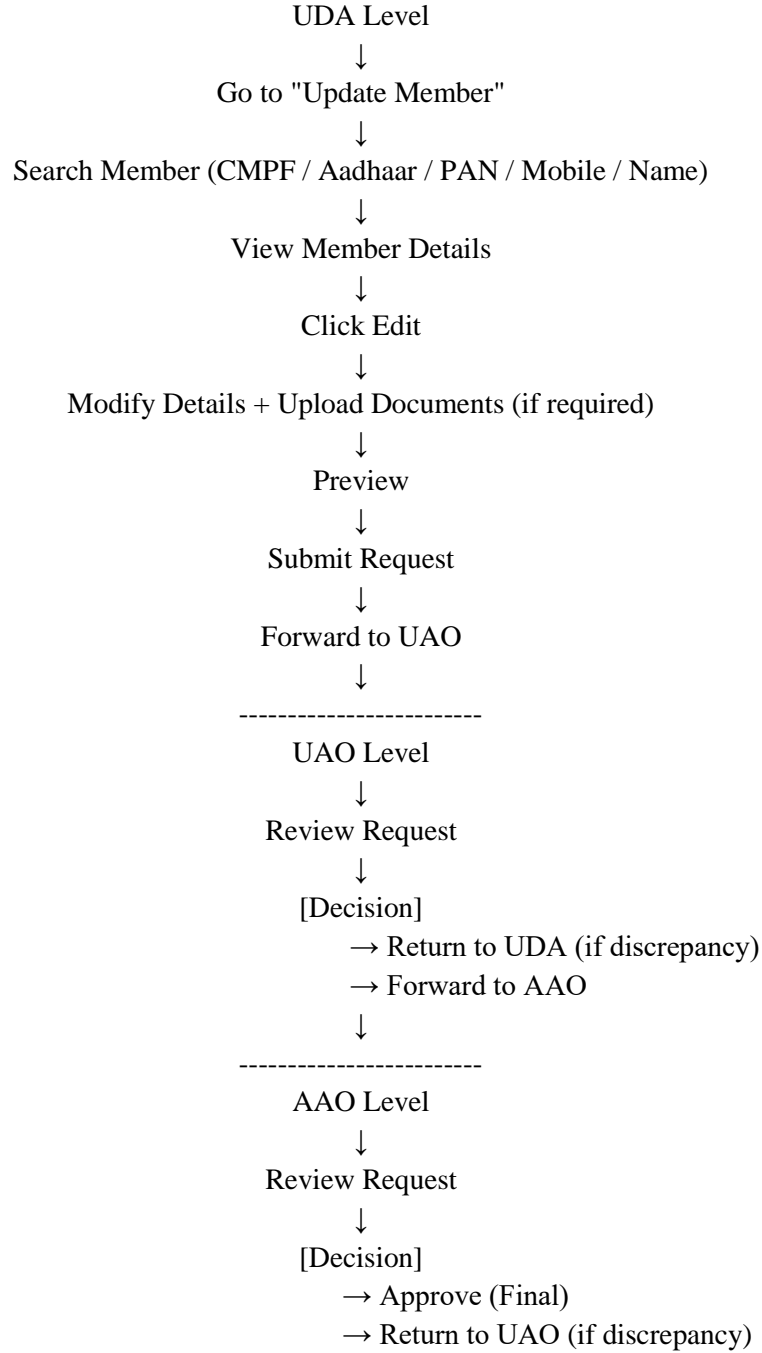 UDA Level
↓
Go to "Update Member"
↓
Search Member (CMPF / Aadhaar / PAN / Mobile / Name)
↓
View Member Details
↓
Click Edit
↓
Modify Details + Upload Documents (if required)
↓
Preview
↓
Submit Request
↓
Forward to UAO
↓
-------------------------
UAO Level
↓
Review Request
↓
[Decision]
→ Return to UDA (if discrepancy)
→ Forward to AAO
↓
-------------------------
AAO Level
↓
Review Request
↓
[Decision]
→ Approve (Final)
→ Return to UAO (if discrepancy)